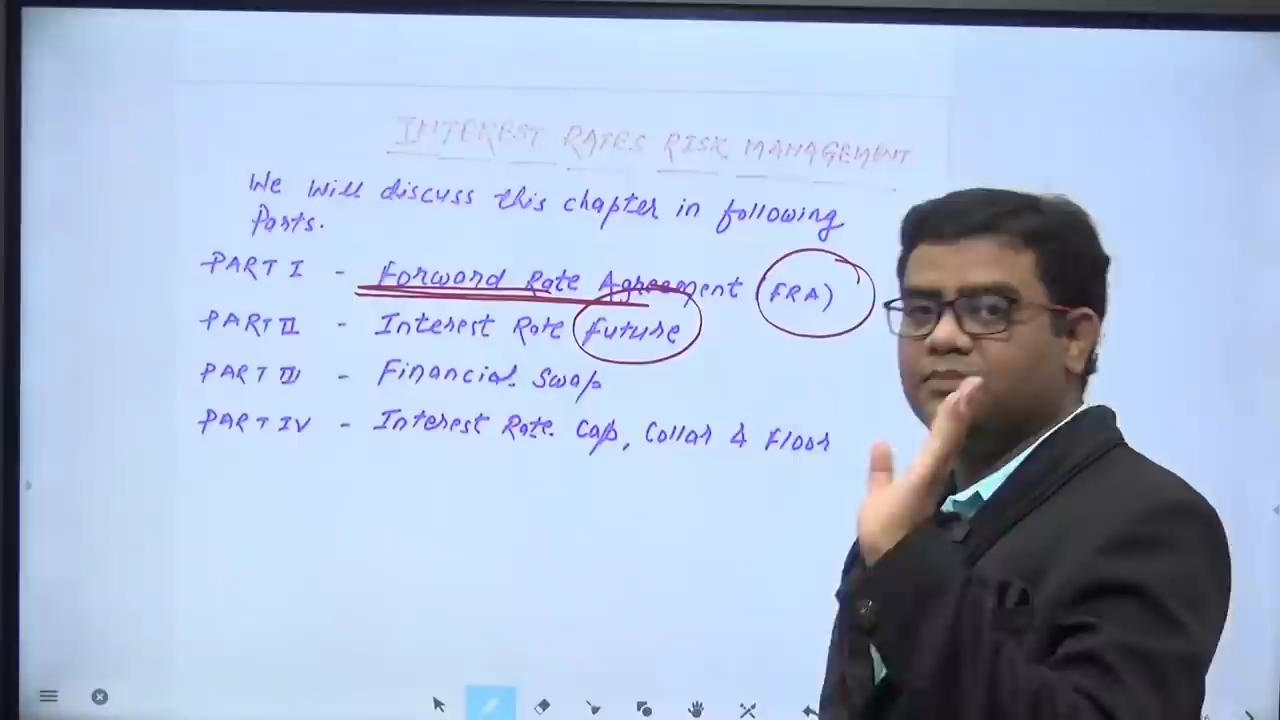 INTEREST RATES RISK MANAGEMENT
We will discuss this chapter in following
Parts.
PART I - Forward Rate Agreement (FRA)
PART II - Interest Rate future
PART III - Financial Swap
PART IV - Interest Rate Cap, Collar & Floor